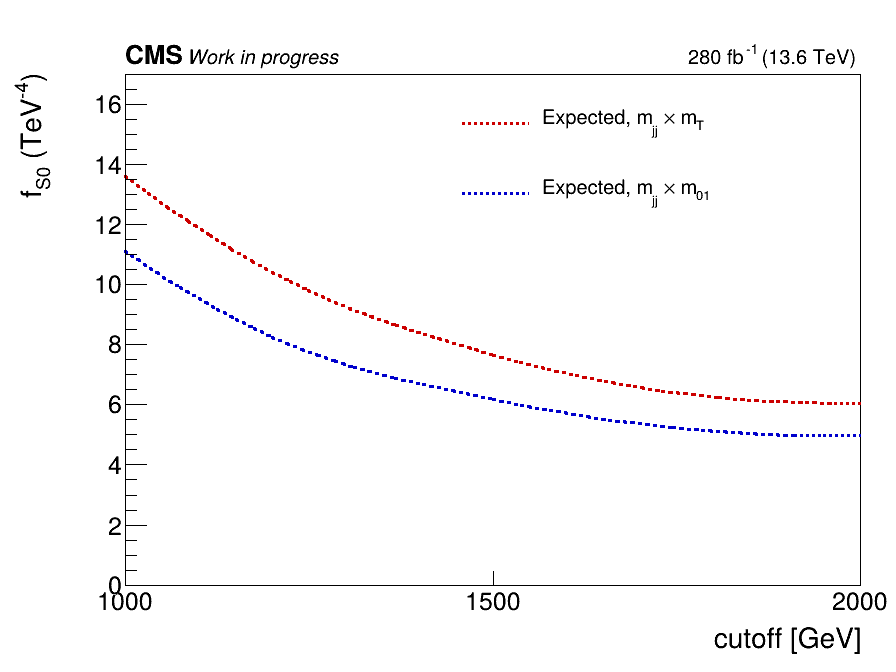 CMS Work in progress 280 fb-1 (13.6 TeV)
fS0 (TeV-4)
16
14
12
10
8
6
4
2
0
Expected, mjj × mT
Expected, mjj × m01
1000 1500 2000
cutoff [GeV]